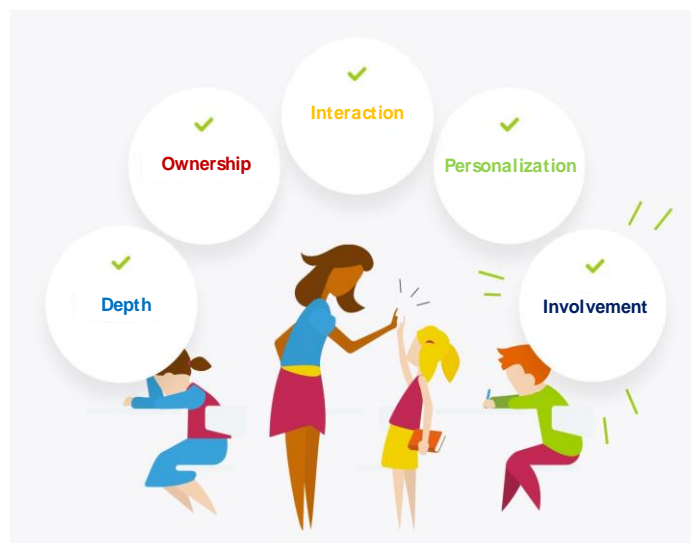 Depth
Ownership
Interaction
Personalization
Involvement